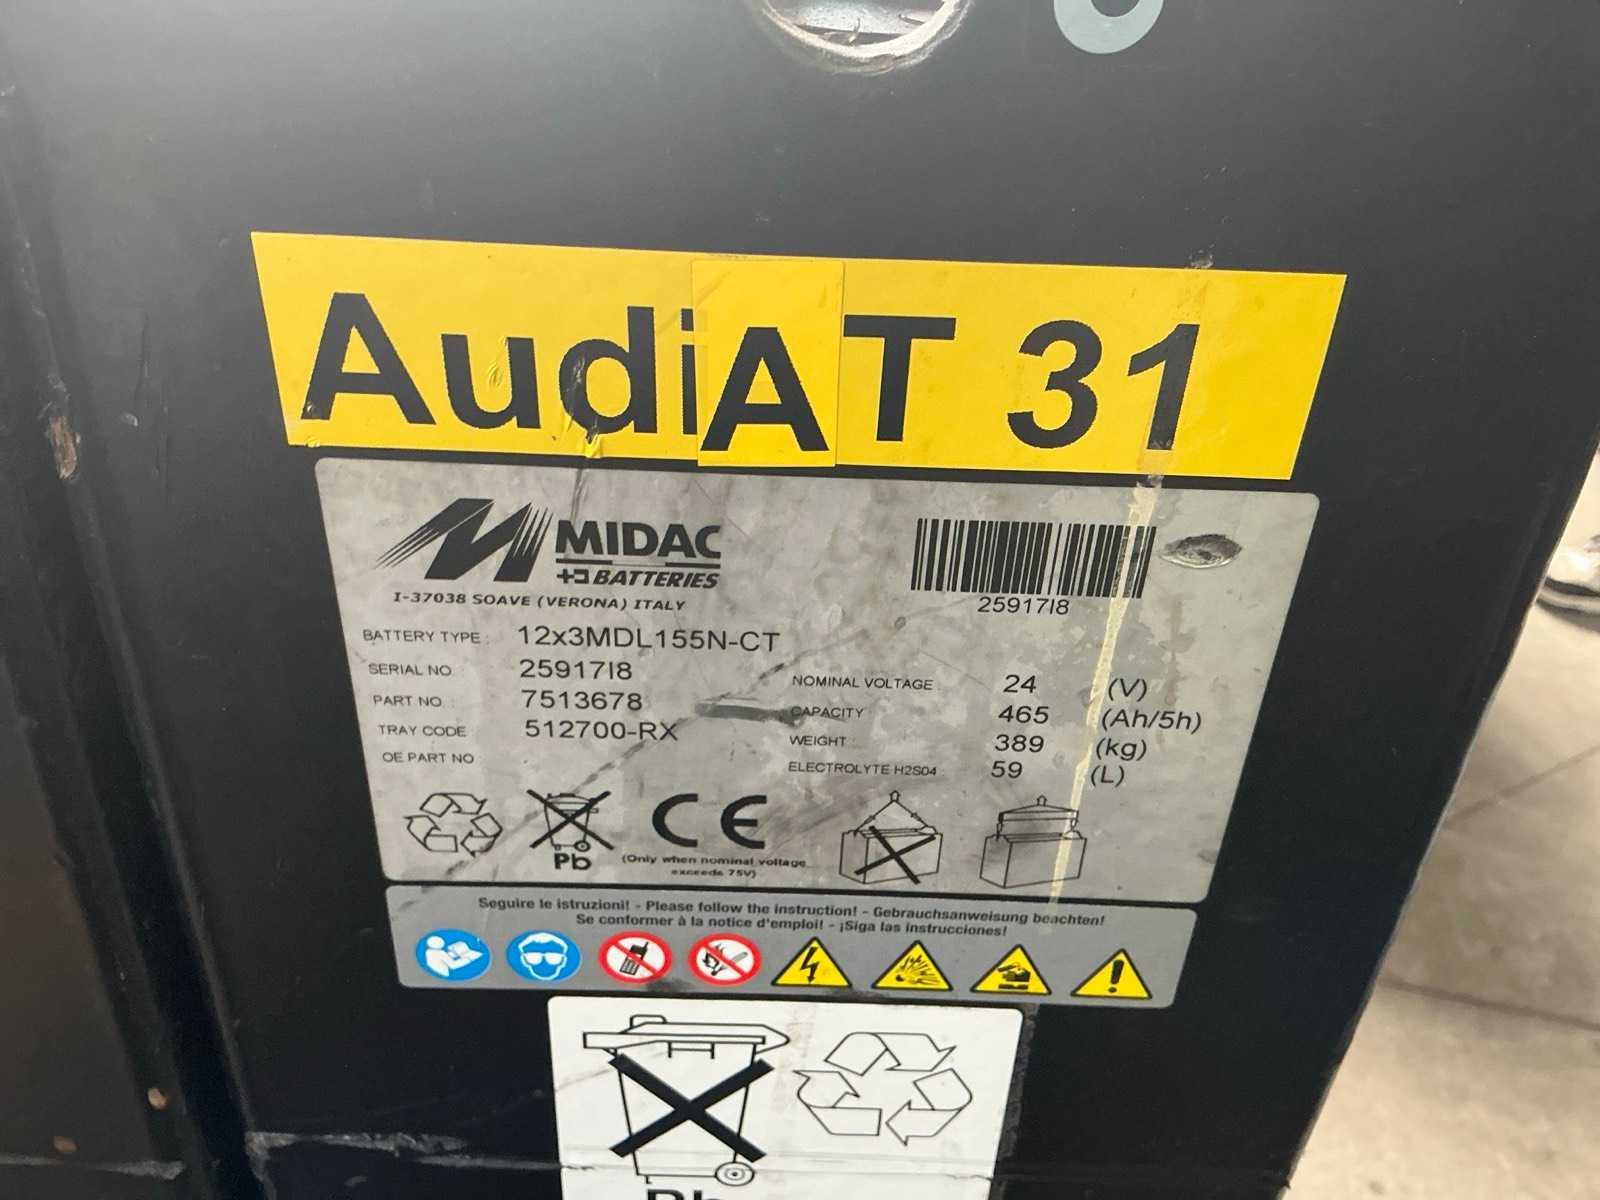 AudiAT 31
MIDAC
BATTERIES
I-37038 SOAVE (VERONA) ITALY
25917I8
BATTERY TYPE : 12x3MDL155N-CT
SERIAL NO 25917I8
PART NO. : 7513678
TRAY CODE 512700-RX
OE PART NO
NOMINAL VOLTAGE : 24 (V)
CAPACITY 465 (Ah/5h)
WEIGHT : 389 (kg)
ELECTROLYTE H2S04 : 59 (L)
Pb
CE
(Only when nominal voltage
exceeds 75V)
Seguire le istruzioni! - Please follow the instruction! - Gebrauchsanweisung beachten!
Se conformer à la notice d'emploi! - ¡Siga las instrucciones!
Pb